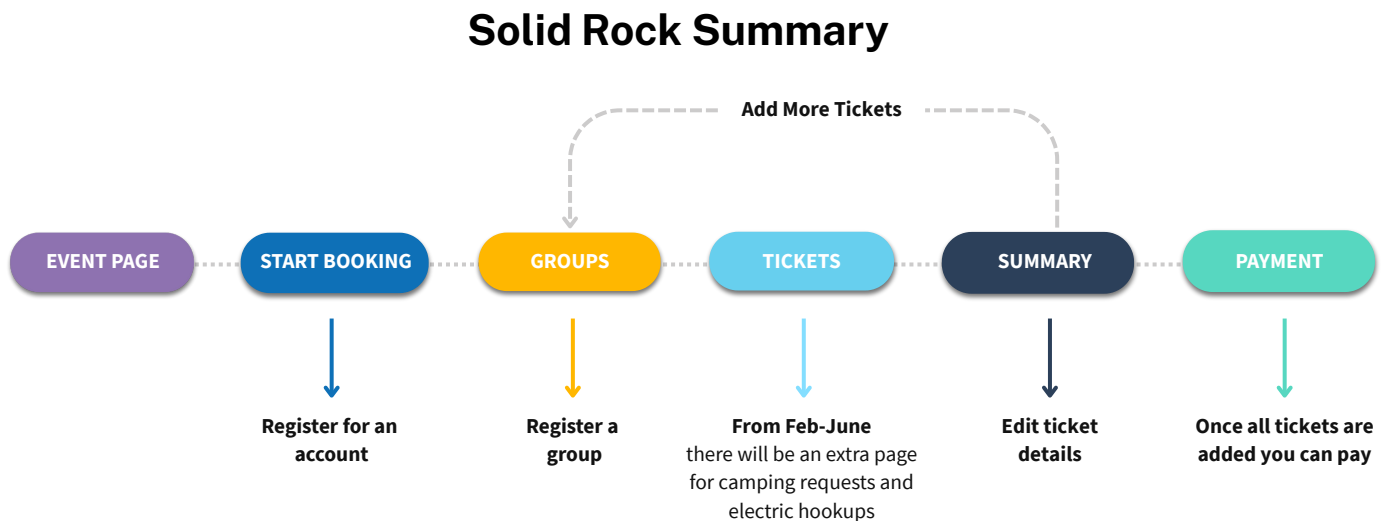 Solid Rock Summary
Add More Tickets
EVENT PAGE
START BOOKING
GROUPS
TICKETS
SUMMARY
PAYMENT
Register for an
account
Register a
group
From Feb-June
there will be an extra page
for camping requests and
electric hookups
Edit ticket
details
Once all tickets are
added you can pay